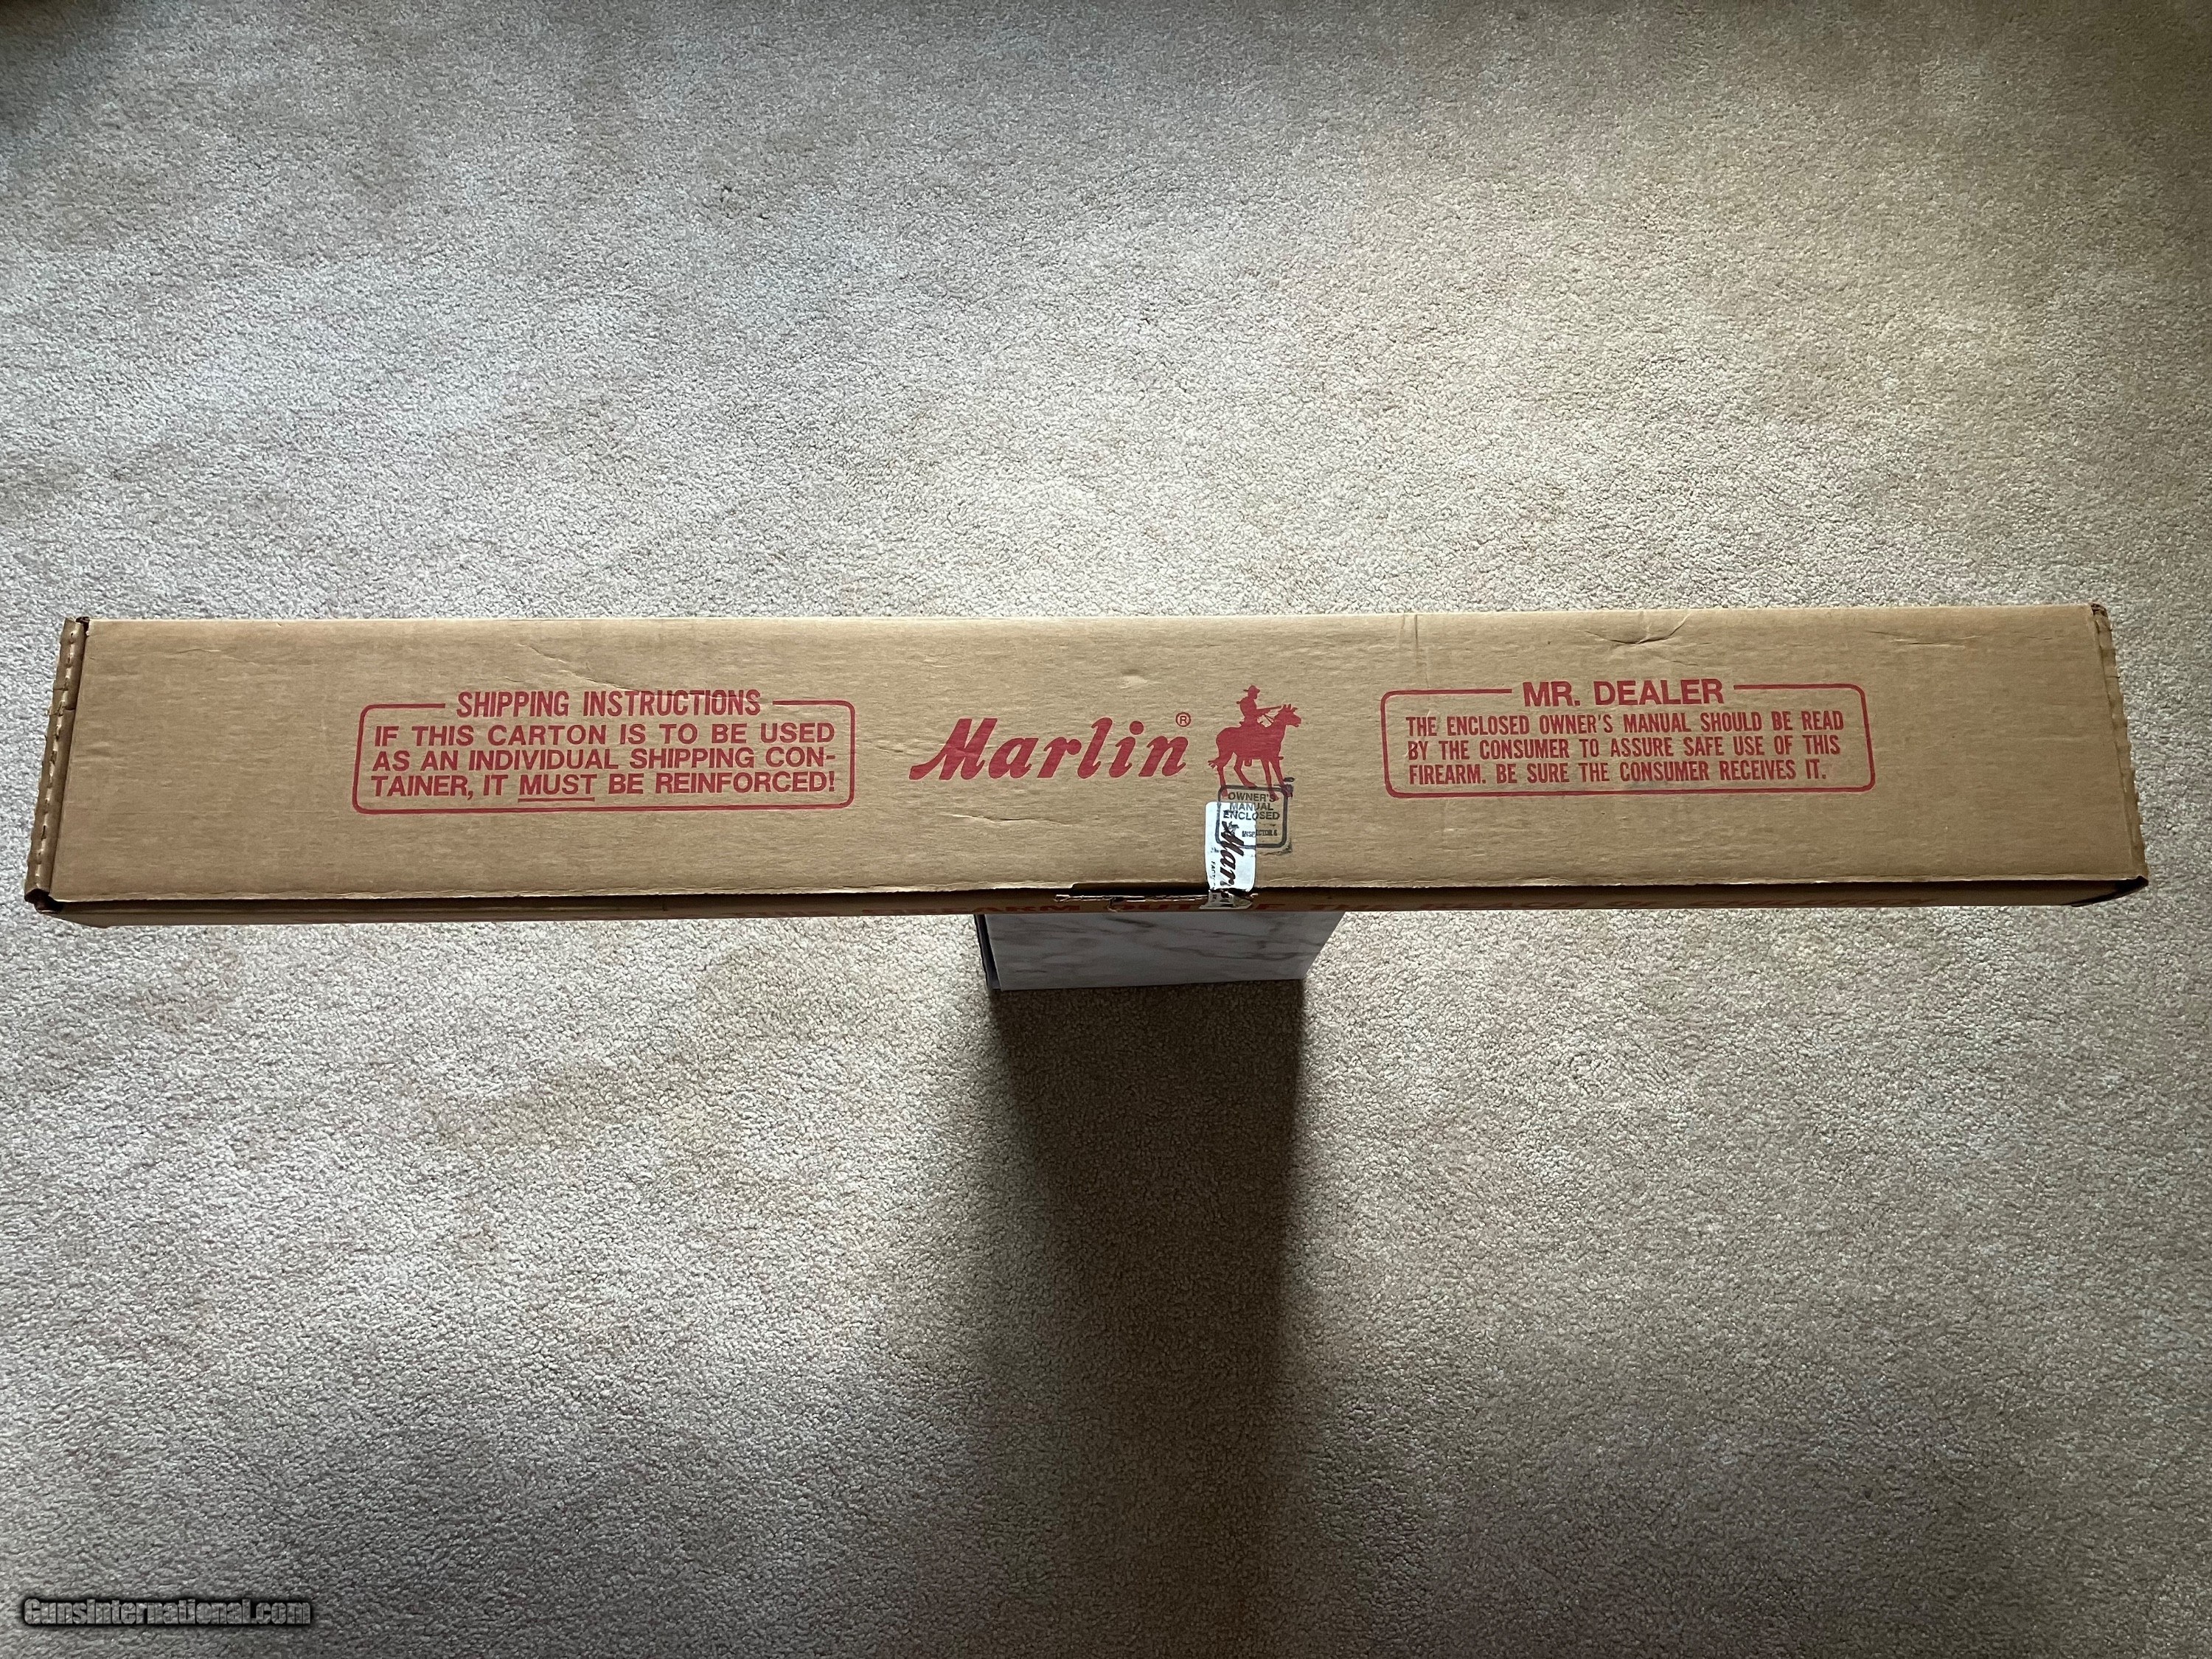 SHIPPING INSTRUCTIONS
IF THIS CARTON IS TO BE USED
AS AN INDIVIDUAL SHIPPING CON-
TAINER, IT MUST BE REINFORCED!
Marlin®
OWNER'S
MANUAL
ENCLOSED
MR. DEALER
THE ENCLOSED OWNER'S MANUAL SHOULD BE READ
BY THE CONSUMER TO ASSURE SAFE USE OF THIS
FIREARM. BE SURE THE CONSUMER RECEIVES IT.
Mar
GunsInternational.com